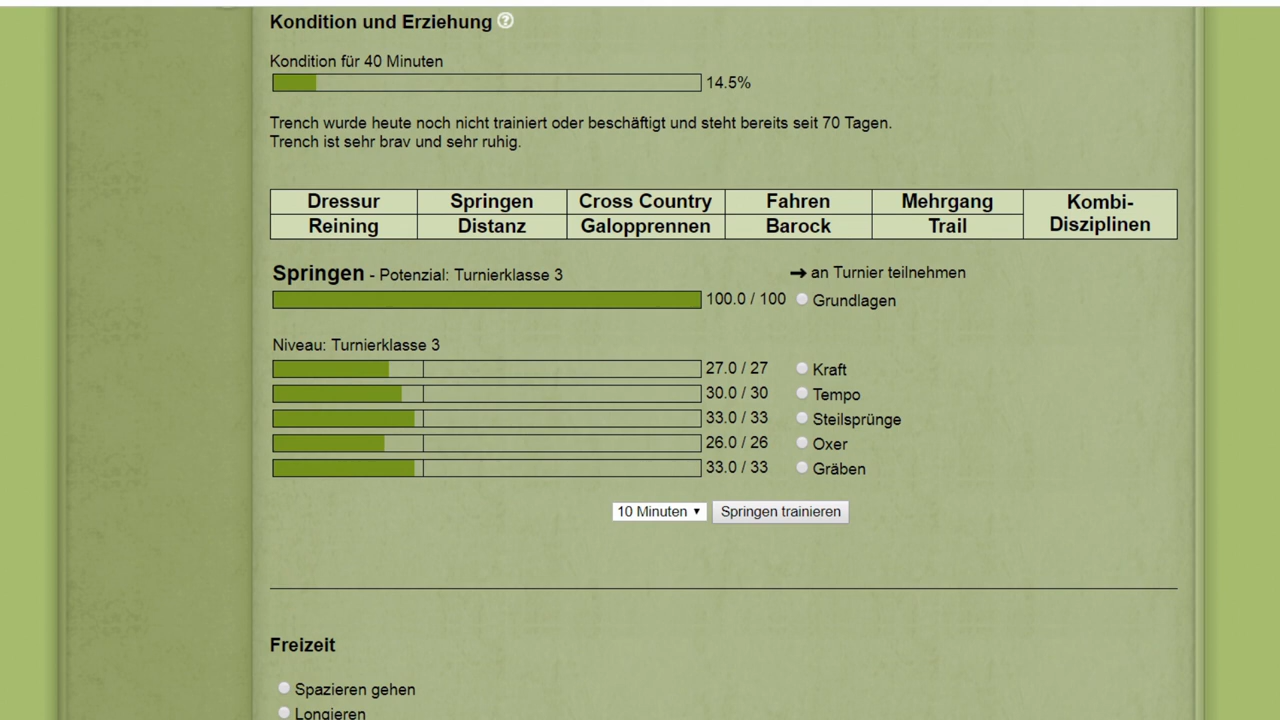 Kondition und Erziehung ?
Kondition für 40 Minuten
14.5%
Trench wurde heute noch nicht trainiert oder beschäftigt und steht bereits seit 70 Tagen.
Trench ist sehr brav und sehr ruhig.
Dressur Springen Cross Country Fahren Mehrgang Kombi-Disziplinen
Reining Distanz Galopprennen Barock Trail
Springen - Potenzial: Turnierklasse 3 ➔ an Turnier teilnehmen
100.0 / 100 Grundlagen
Niveau: Turnierklasse 3
27.0 / 27 Kraft
30.0 / 30 Tempo
33.0 / 33 Steilsprünge
26.0 / 26 Oxer
33.0 / 33 Gräben
10 Minuten ▾ Springen trainieren
Freizeit
Spazieren gehen
Longieren